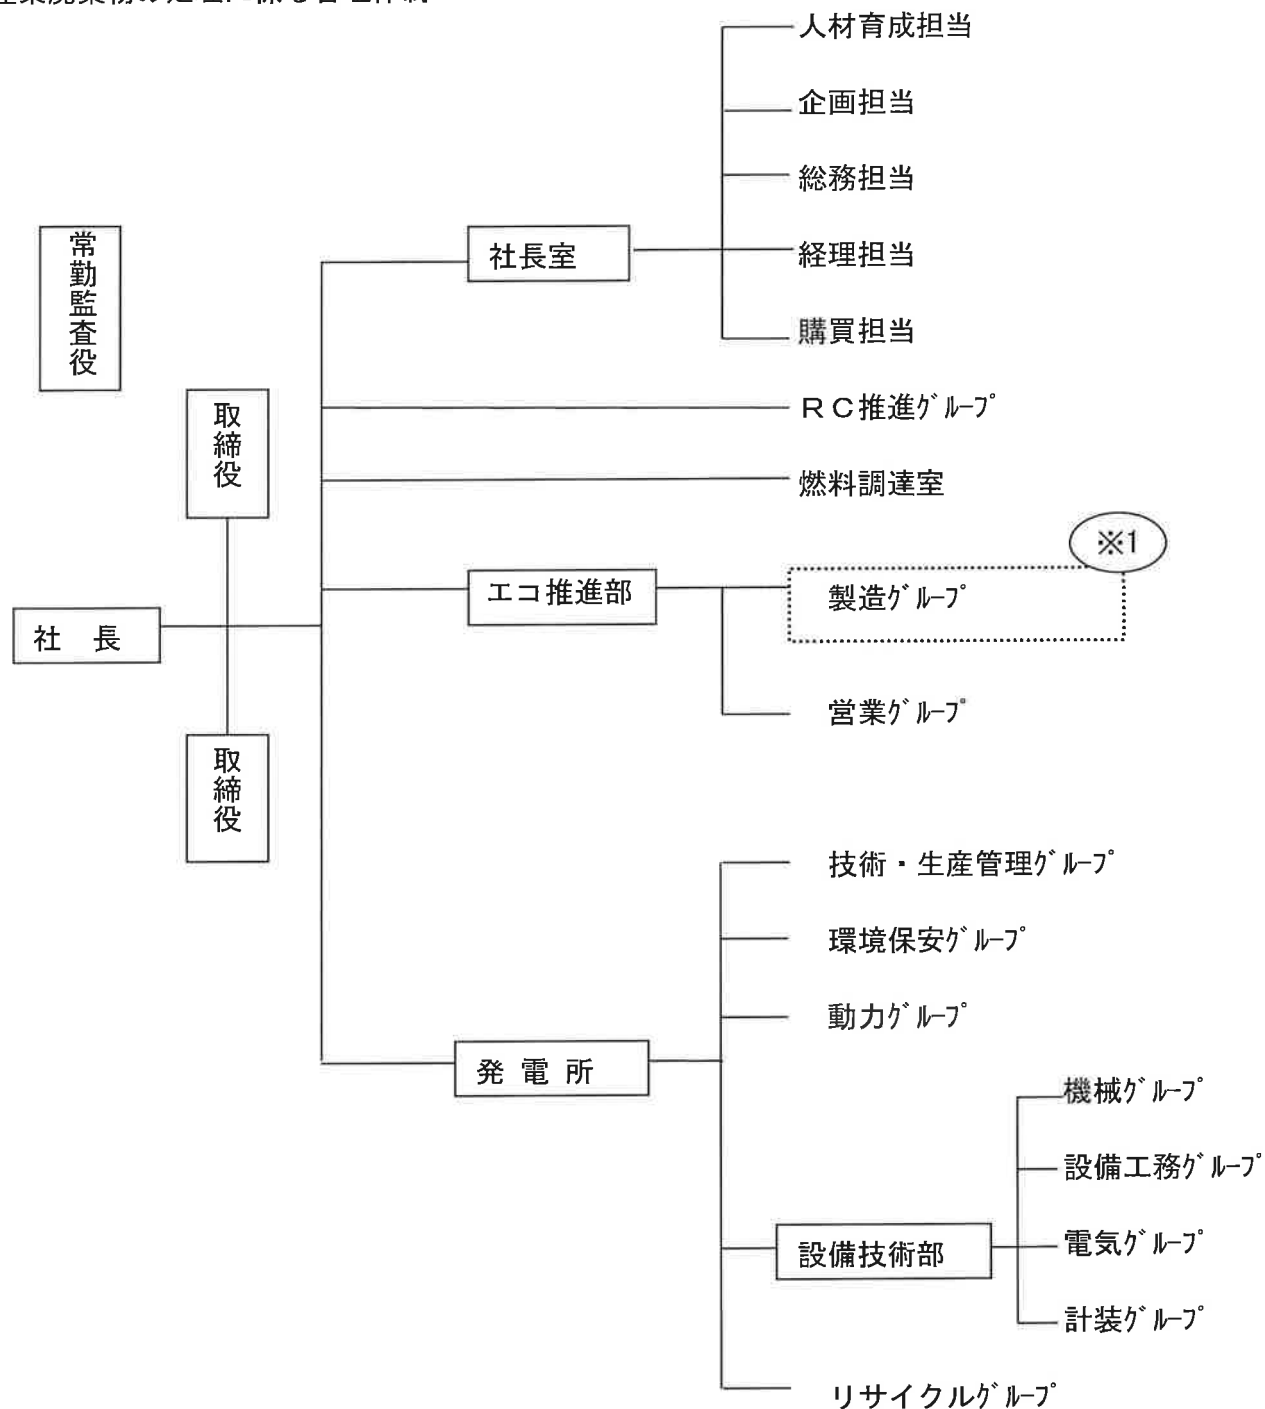 人材育成担当
企画担当
総務担当
常勤監査役
社長室
経理担当
購買担当
取締役
ＲＣ推進ｸﾞﾙｰﾌﾟ
燃料調達室
※1
エコ推進部
製造ｸﾞﾙｰﾌﾟ
社　長
営業ｸﾞﾙｰﾌﾟ
取締役
技術・生産管理ｸﾞﾙｰﾌﾟ
環境保安ｸﾞﾙｰﾌﾟ
動力ｸﾞﾙｰﾌﾟ
発 電 所
機械ｸﾞﾙｰﾌﾟ
設備工務ｸﾞﾙｰﾌﾟ
設備技術部
電気ｸﾞﾙｰﾌﾟ
計装ｸﾞﾙｰﾌﾟ
リサイクルｸﾞﾙｰﾌﾟ